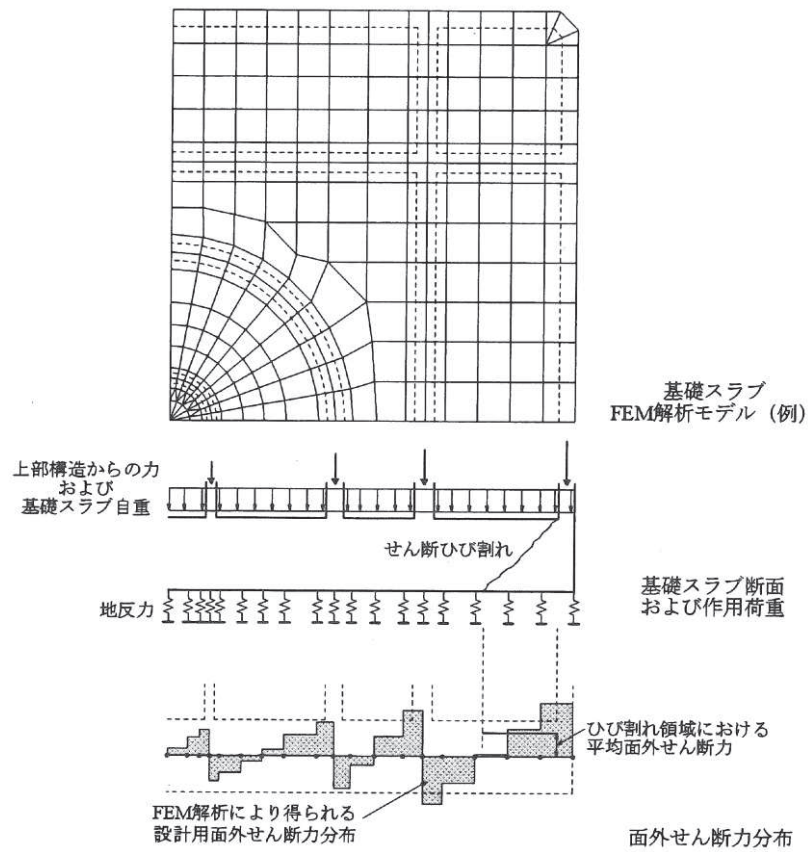 基礎スラブ
FEM解析モデル（例）
上部構造からの力
および
基礎スラブ自重
せん断ひび割れ
地反力
基礎スラブ断面
および作用荷重
ひび割れ領域における
平均面外せん断力
FEM解析により得られる
設計用面外せん断力分布
面外せん断力分布